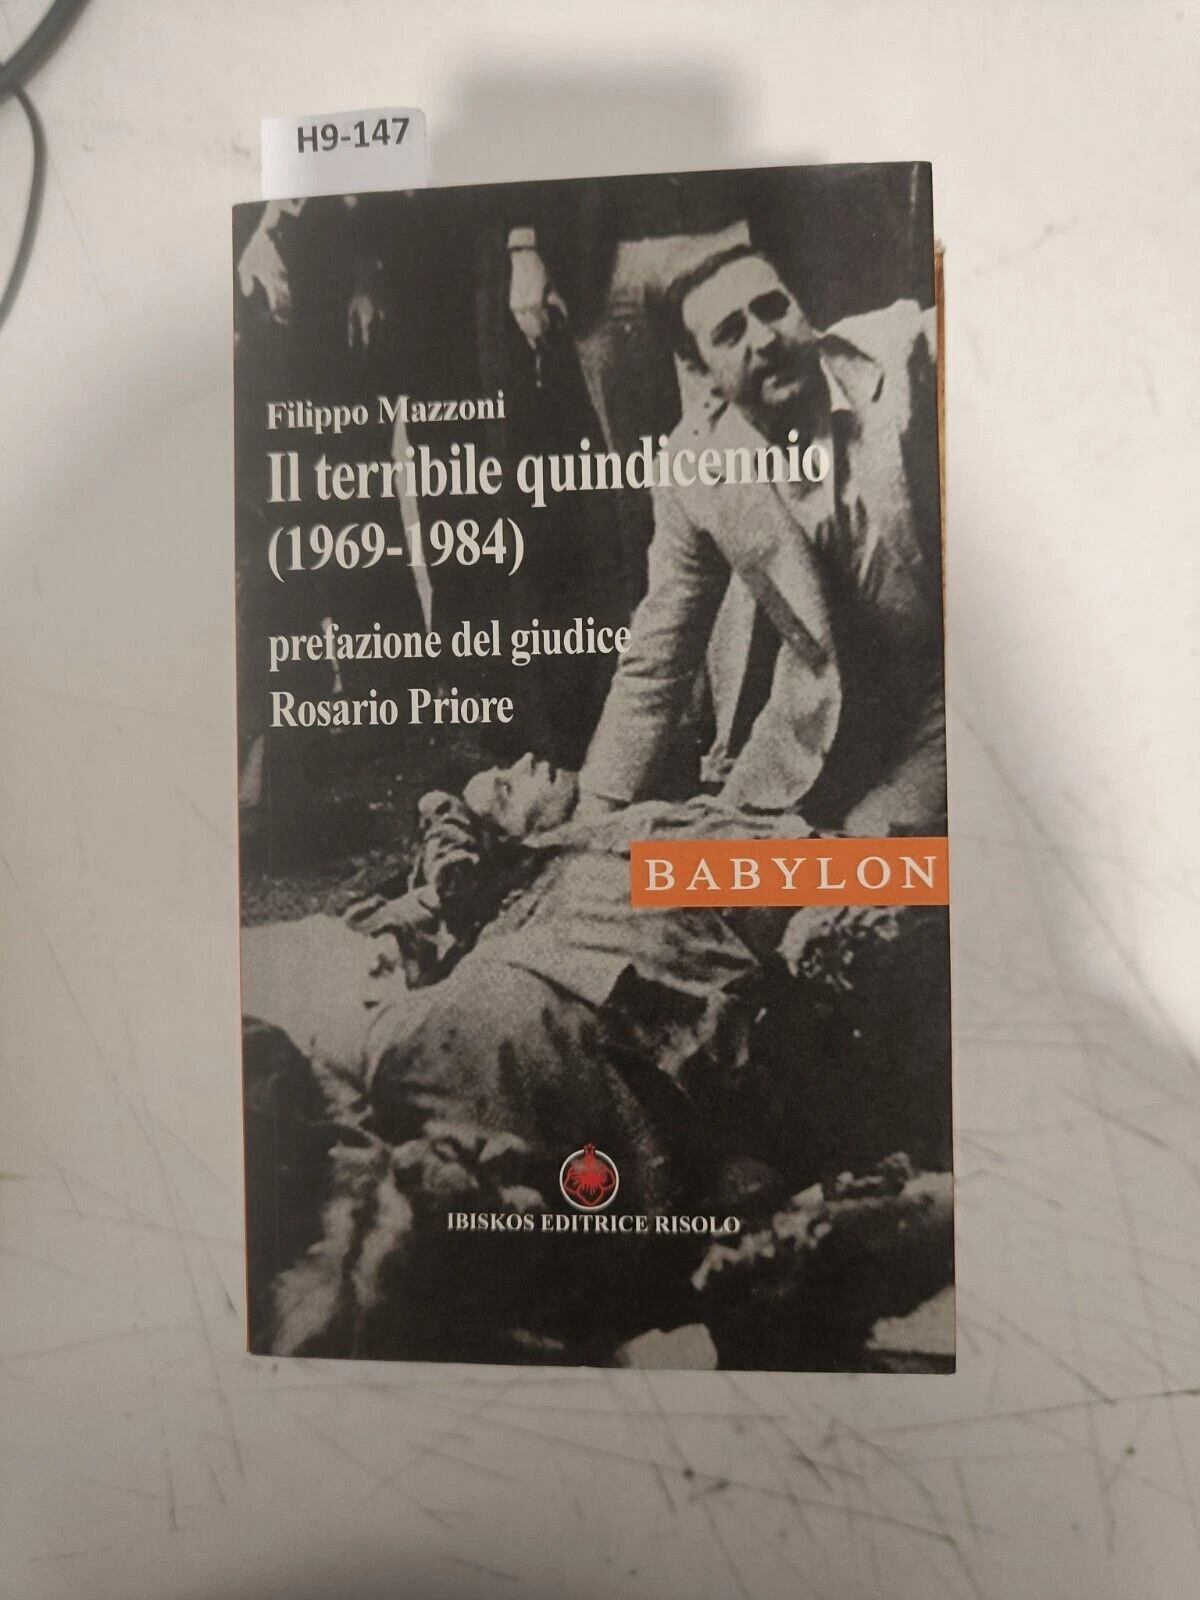 H9-147
Filippo Mazzoni
Il terribile quindicennio
(1969-1984)
prefazione del giudice
Rosario Priore
BABYLON
IBISKOS EDITRICE RISOLO